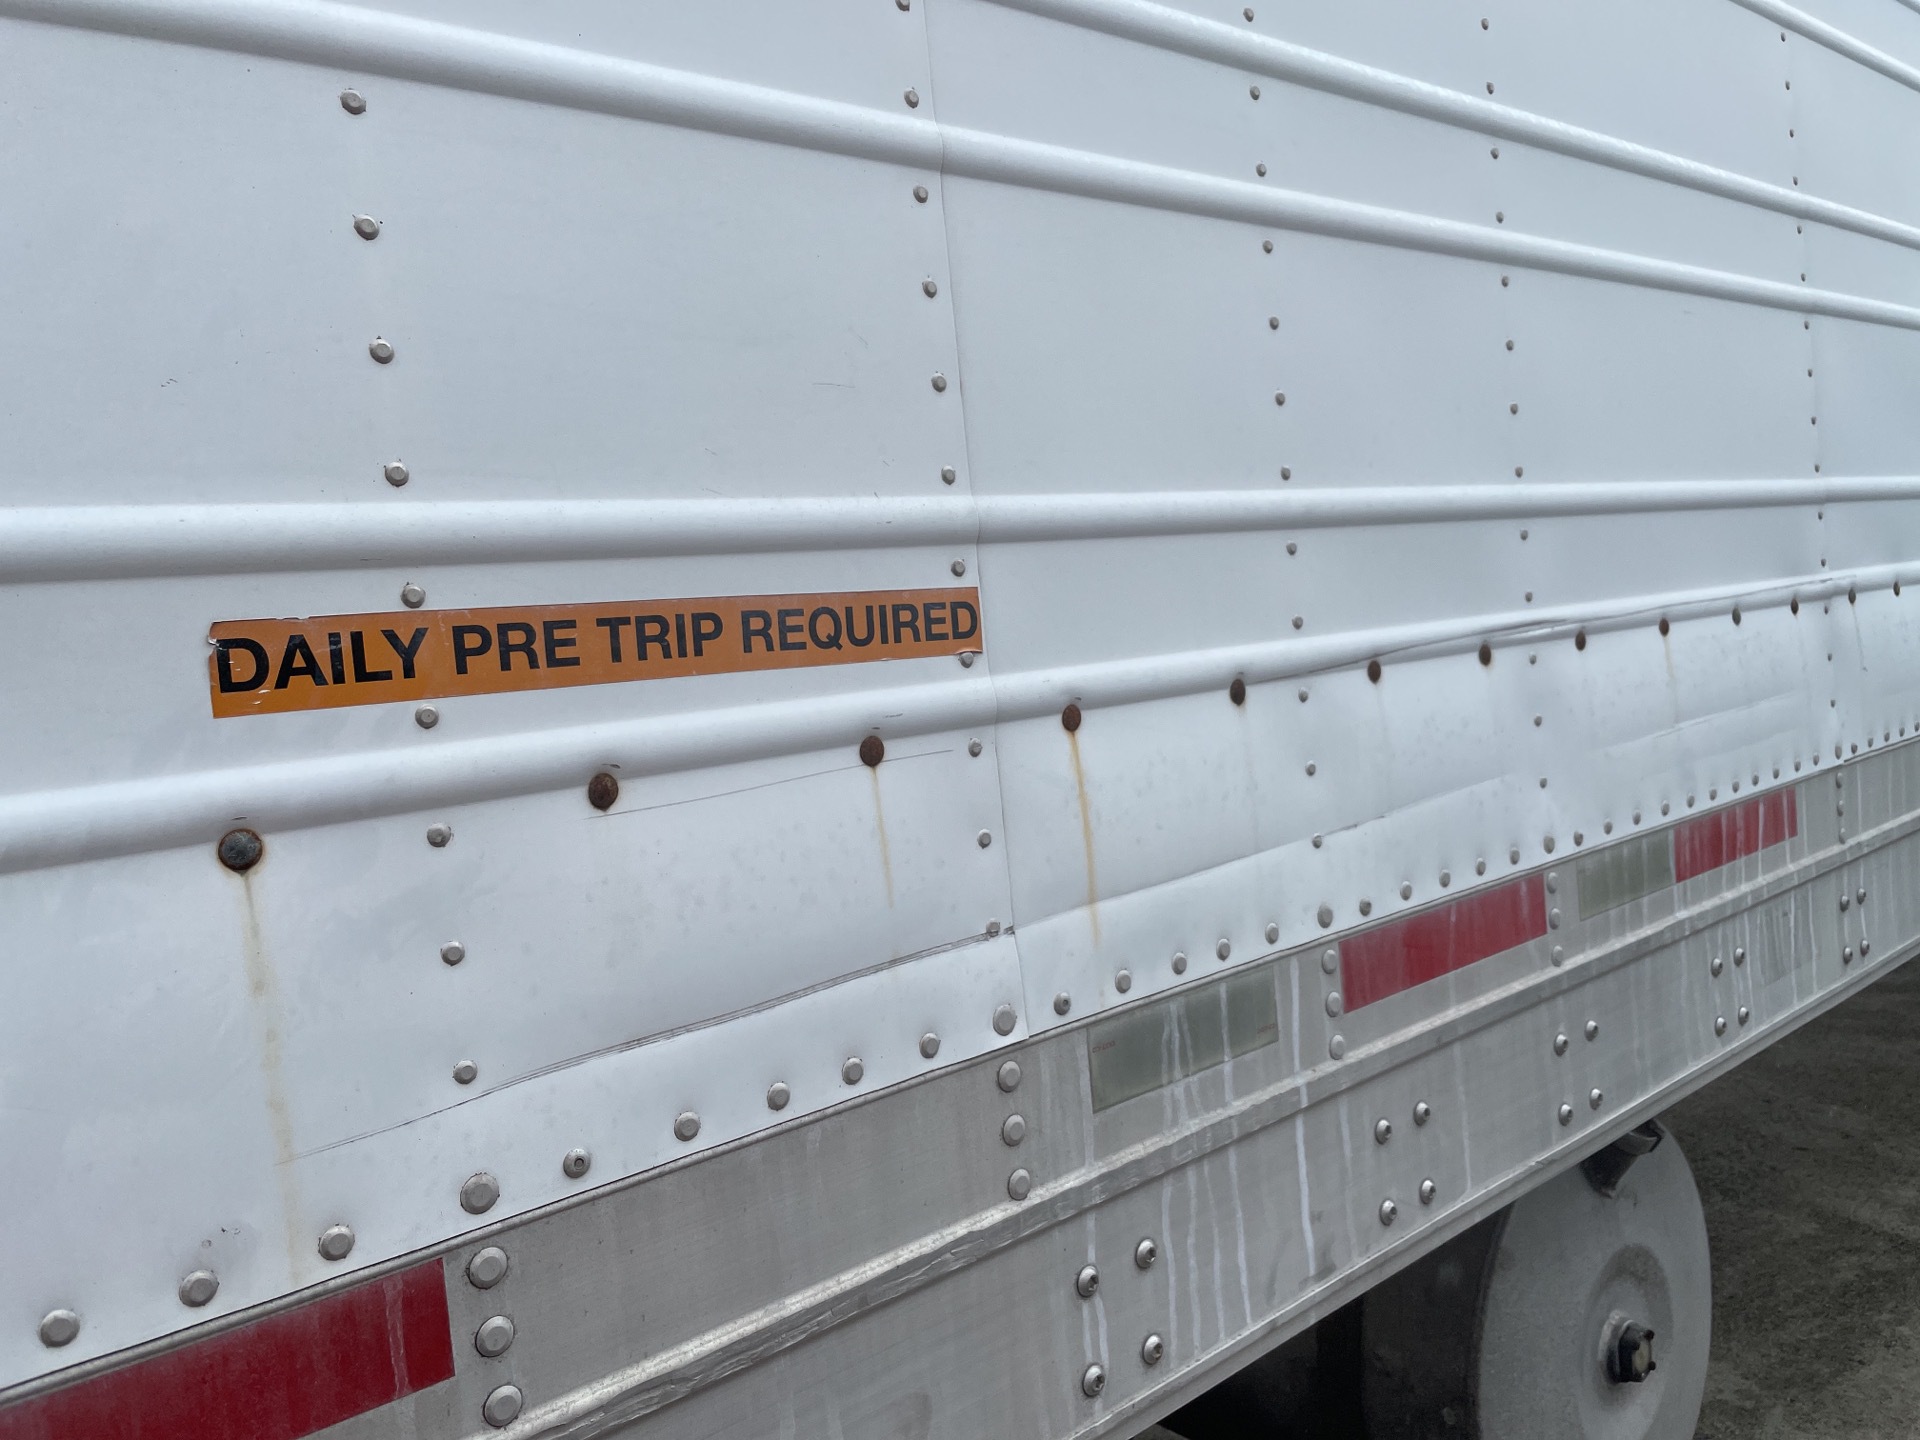 DAILY PRE TRIP REQUIRED